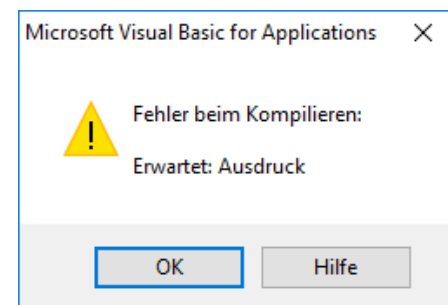 Microsoft Visual Basic for Applications
Fehler beim Kompilieren:
Erwartet: Ausdruck
OK
Hilfe